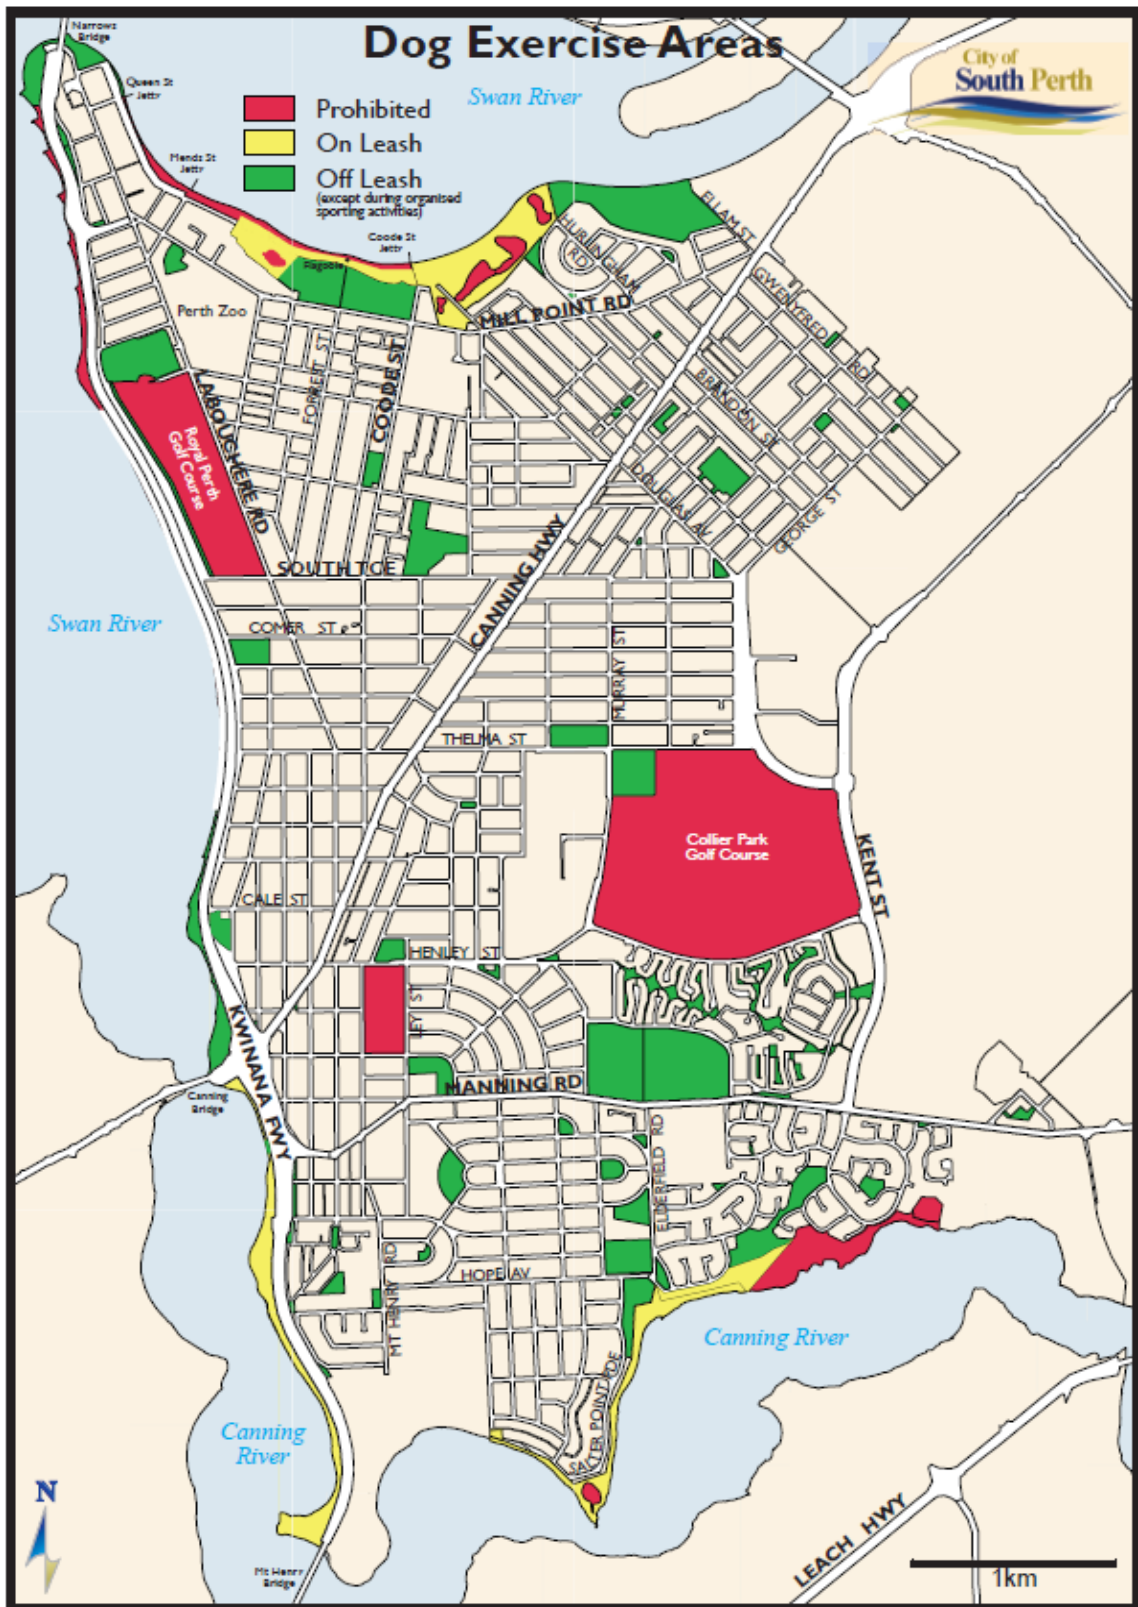 Narrows
Bridge
Dog Exercise Areas
City of
South Perth
Queen St
Jetty
Swan River
Prohibited
On Leash
Off Leash
(except during organised
sporting activities)
Mends St
Jetty
Coode St
Jetty
ELLAM ST
HURLINGHAM
RD
Flagpole
GWENYFRED RD
Perth Zoo
MILL POINT RD
FORREST ST
COODE ST
BRANDON ST
LABOUCHERE RD
Royal Perth
Golf Course
DOUGLAS AV
GEORGE ST
CANNING HWY
SOUTH TCE
Swan River
COMER ST
MURRAY ST
THELMA ST
Collier Park
Golf Course
KENT ST
CALE ST
HENLEY ST
LEY ST
KWINANA FWY
MANNING RD
Canning
Bridge
ELDERFIELD RD
MT HENRY RD
HOPE AV
Canning River
SALTER POINT PDE
Canning
River
N
LEACH HWY
Mt Henry
Bridge
1km